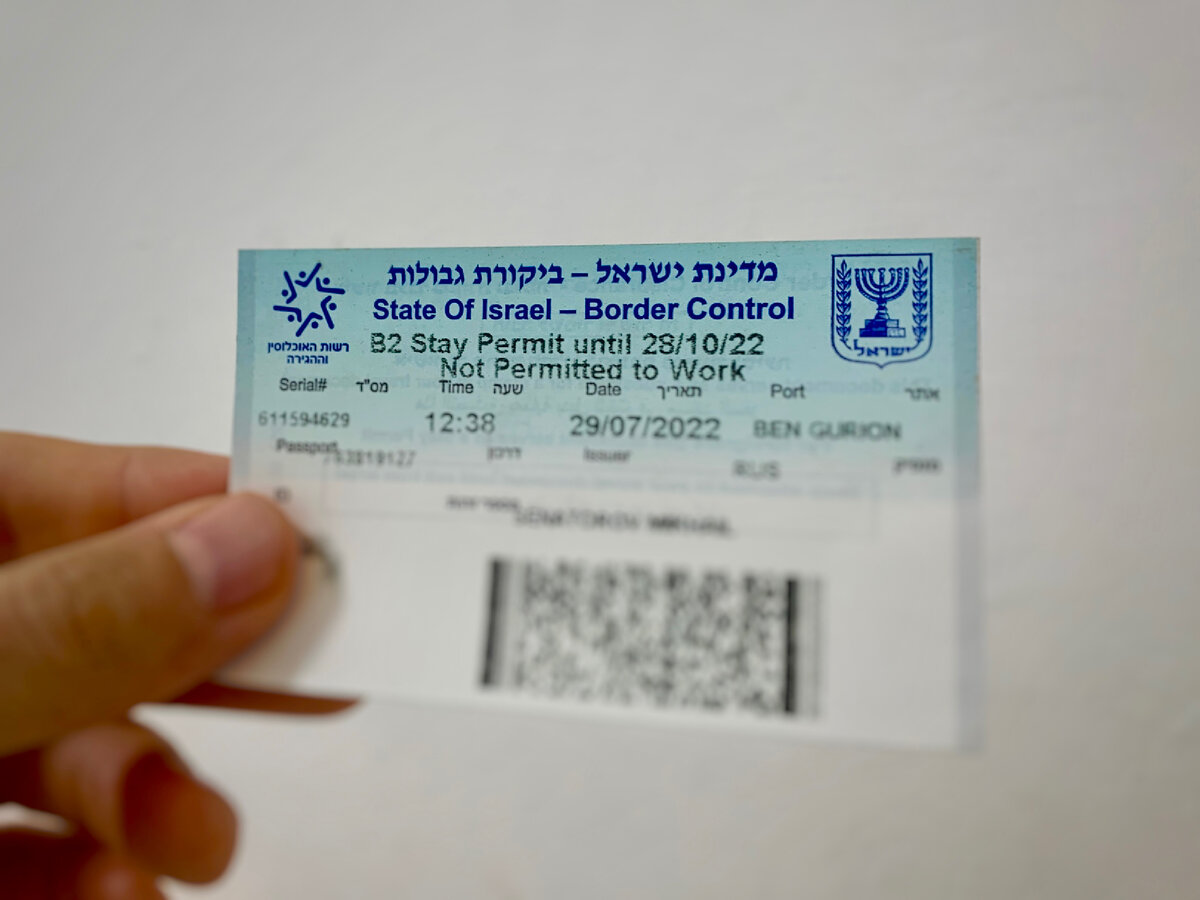 מדינת ישראל – ביקורת גבולות
State Of Israel – Border Control
רשות האוכלוסין
וההגירה
ישראל
B2 Stay Permit until 28/10/22
Not Permitted to Work
Serial# מס"ד Time שעה Date תאריך Port אתר
611594629 12:38 29/07/2022 BEN GURION
Passport דרכון Issuer
RUS